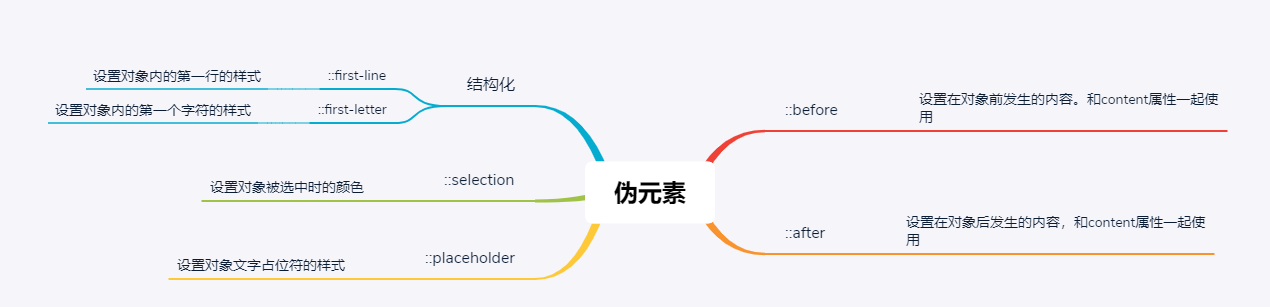 伪元素
结构化
::first-line
设置对象内的第一行的样式
::first-letter
设置对象内的第一个字符的样式
::selection
设置对象被选中时的颜色
::placeholder
设置对象文字占位符的样式
::before
设置在对象前发生的内容。和content属性一起使
用
::after
设置在对象后发生的内容，和content属性一起使
用